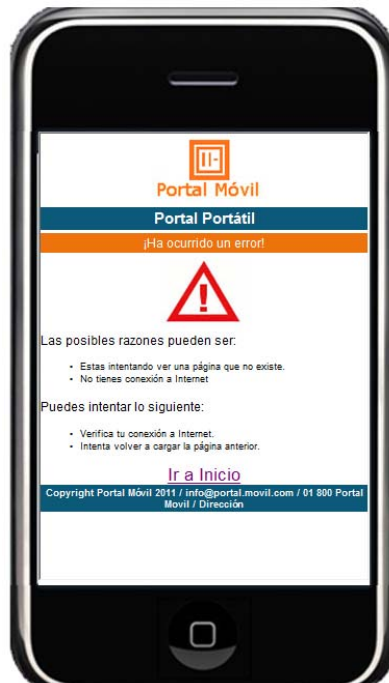 Portal Móvil
Portal Portátil
¡Ha ocurrido un error!
Las posibles razones pueden ser:
• Estas intentando ver una página que no existe.
• No tienes conexión a Internet
Puedes intentar lo siguiente:
• Verifica tu conexión a Internet.
• Intenta volver a cargar la página anterior.
Ir a Inicio
Copyright Portal Móvil 2011 / info@portal.movil.com / 01 800 Portal
Movil / Dirección